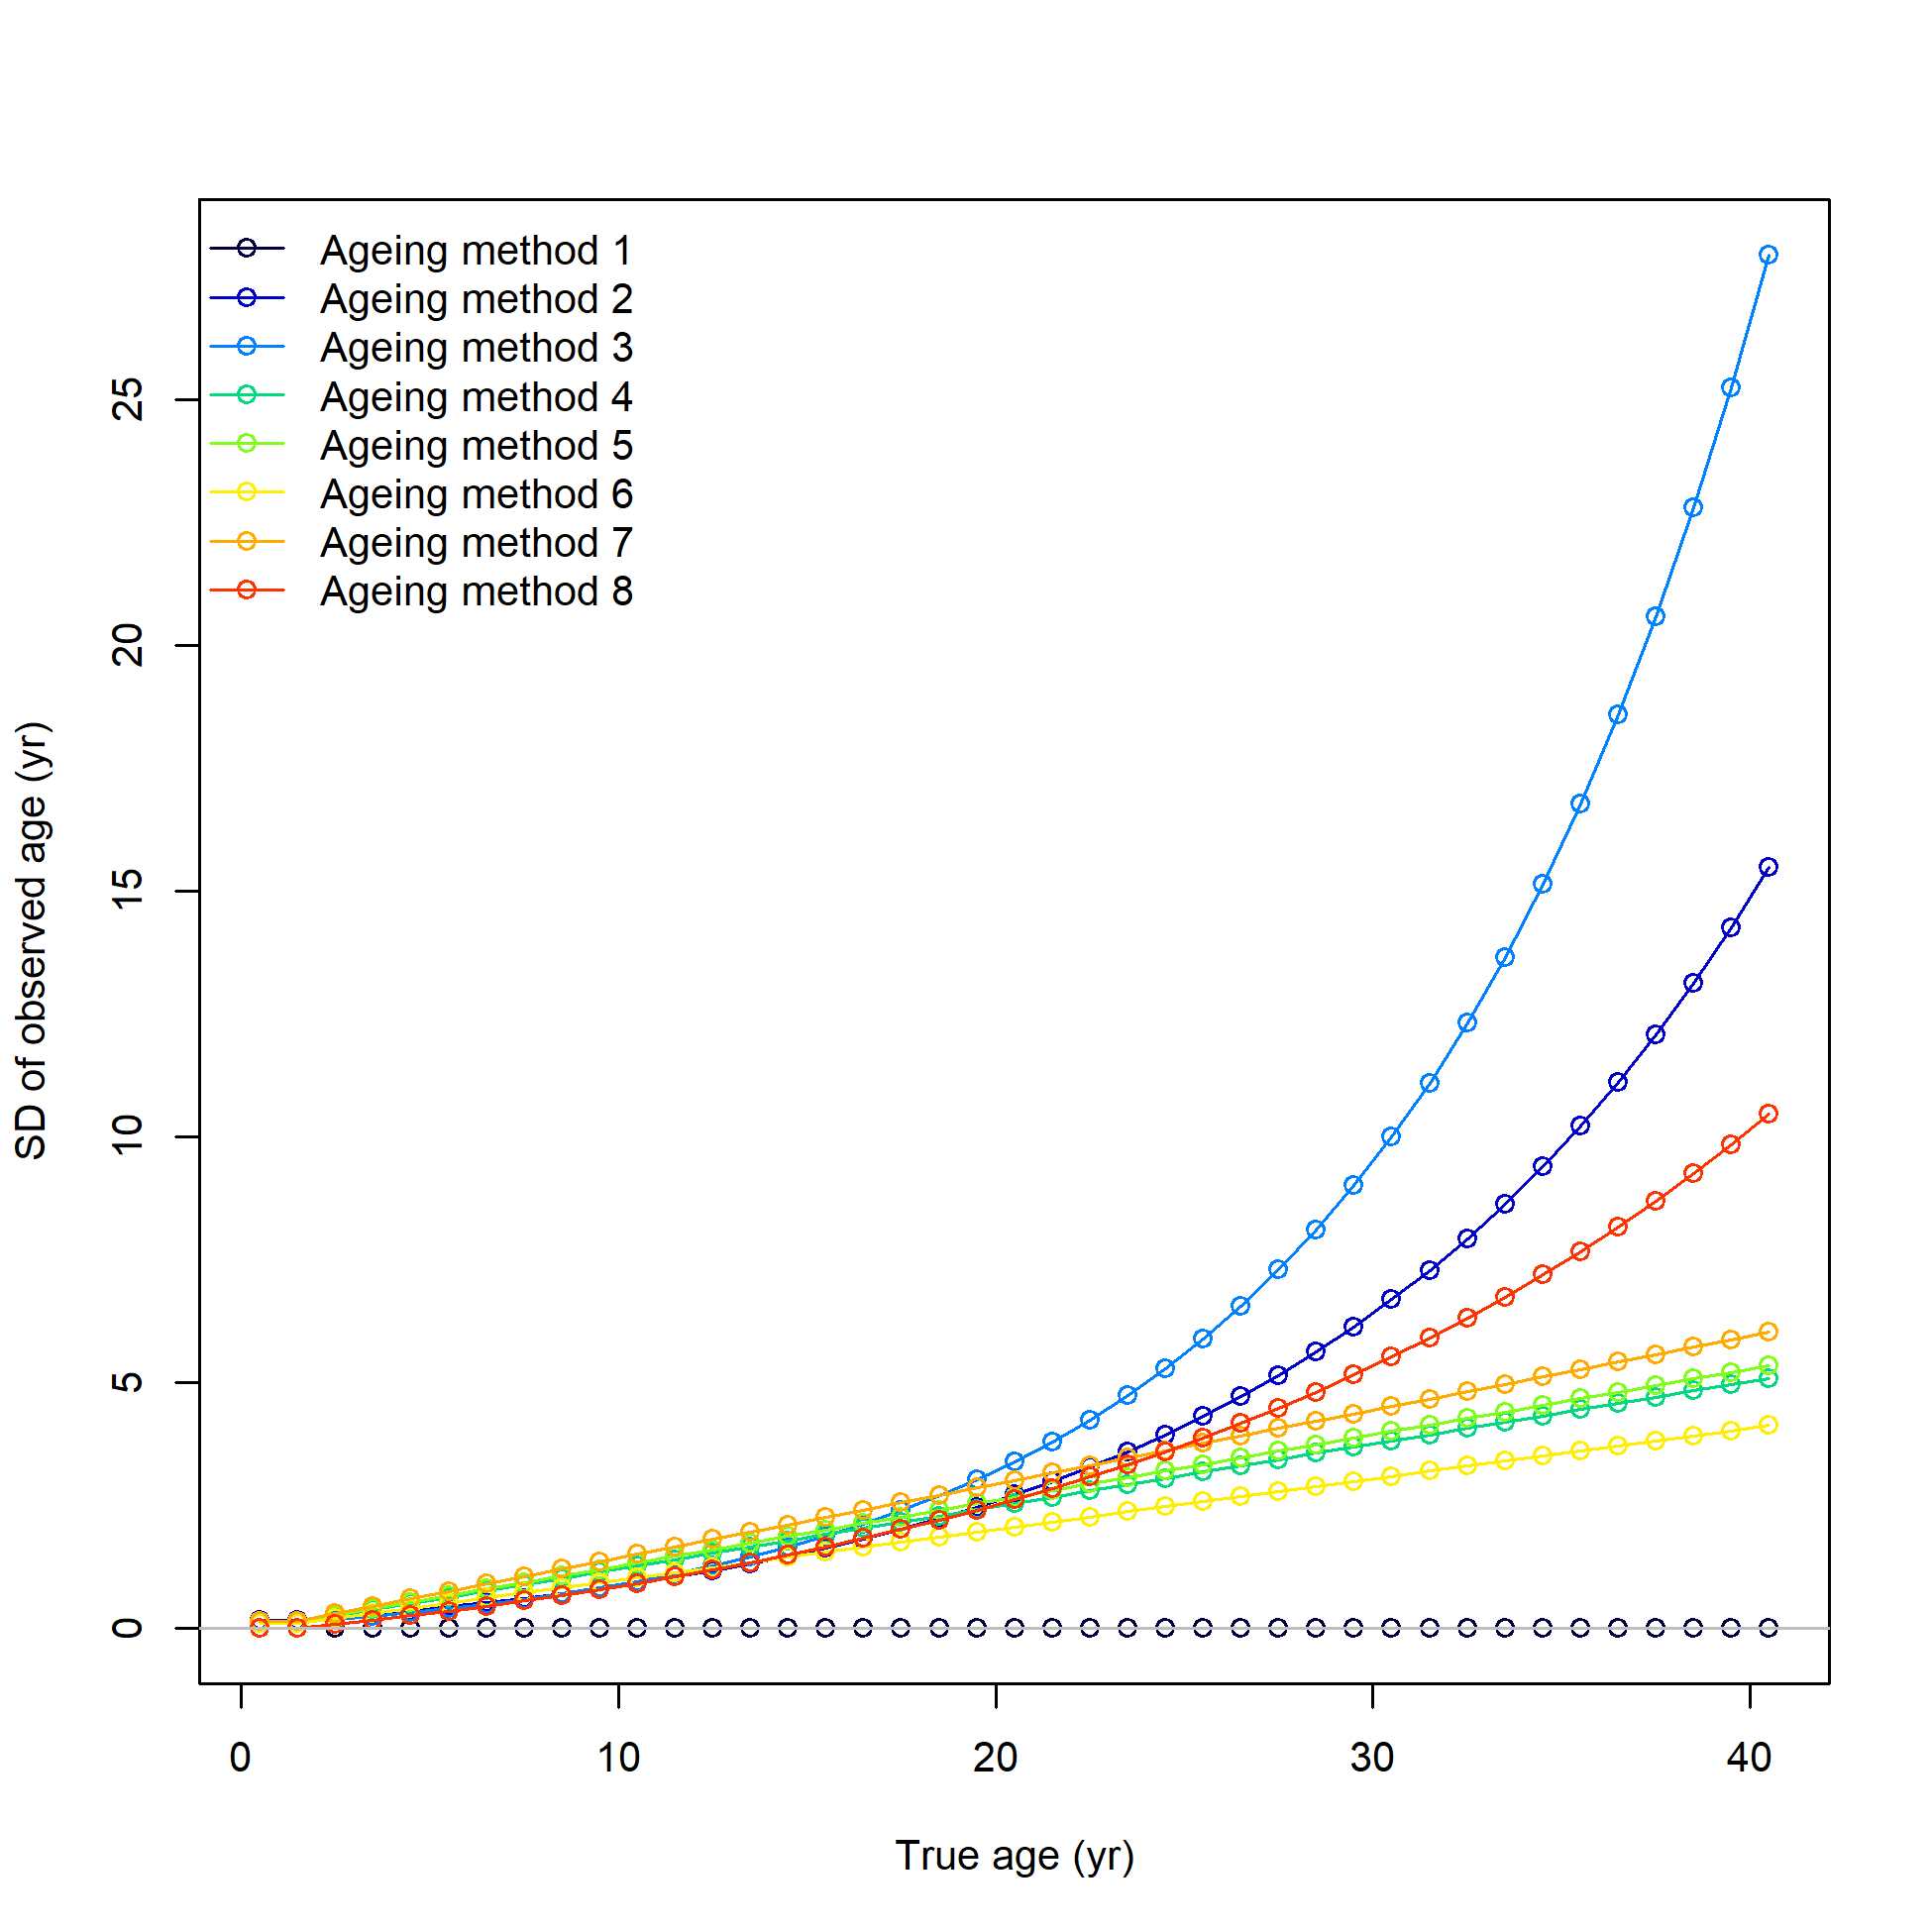 Ageing method 1
Ageing method 2
Ageing method 3
Ageing method 4
Ageing method 5
Ageing method 6
Ageing method 7
Ageing method 8
25
20
15
10
5
0
SD of observed age (yr)
0 10 20 30 40
True age (yr)